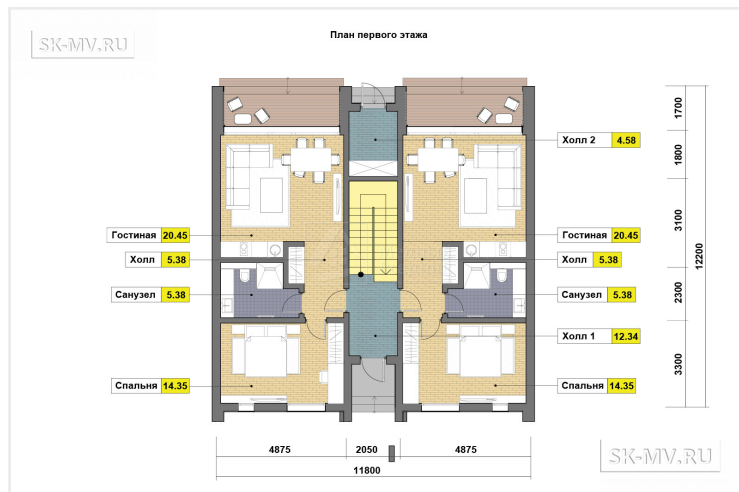 SK-MV.RU
План первого этажа
Холл 2 4.58
Гостиная 20.45
Гостиная 20.45
Холл 5.38
Холл 5.38
Санузел 5.38
Санузел 5.38
Холл 1 12.34
Спальня 14.35
Спальня 14.35
1700
1800
3100
2300
3300
12200
4875 2050 4875
11800
SK-MV.RU